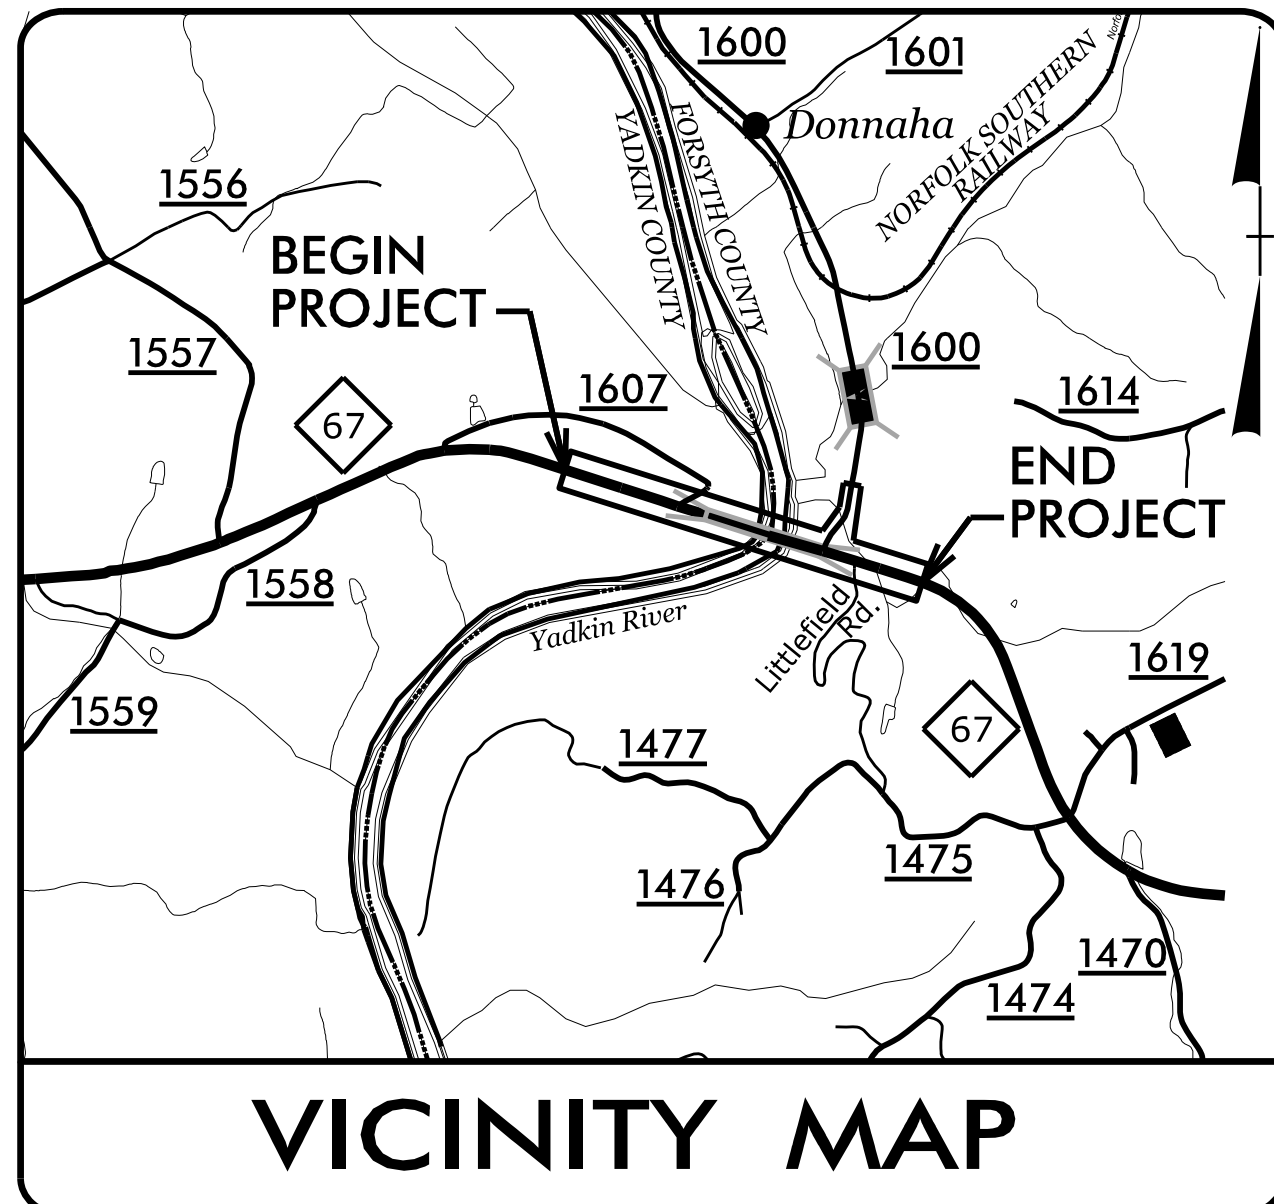 1600
1601
Norfo
NORFOLK SOUTHERN
RAILWAY
Donnaha
YADKIN COUNTY
FORSYTH COUNTY
1556
BEGIN
PROJECT
1557
1600
1607
1614
67
END
PROJECT
1558
Yadkin River
Littlefield
Rd.
1619
1559
67
1477
1475
1476
1470
1474
VICINITY MAP